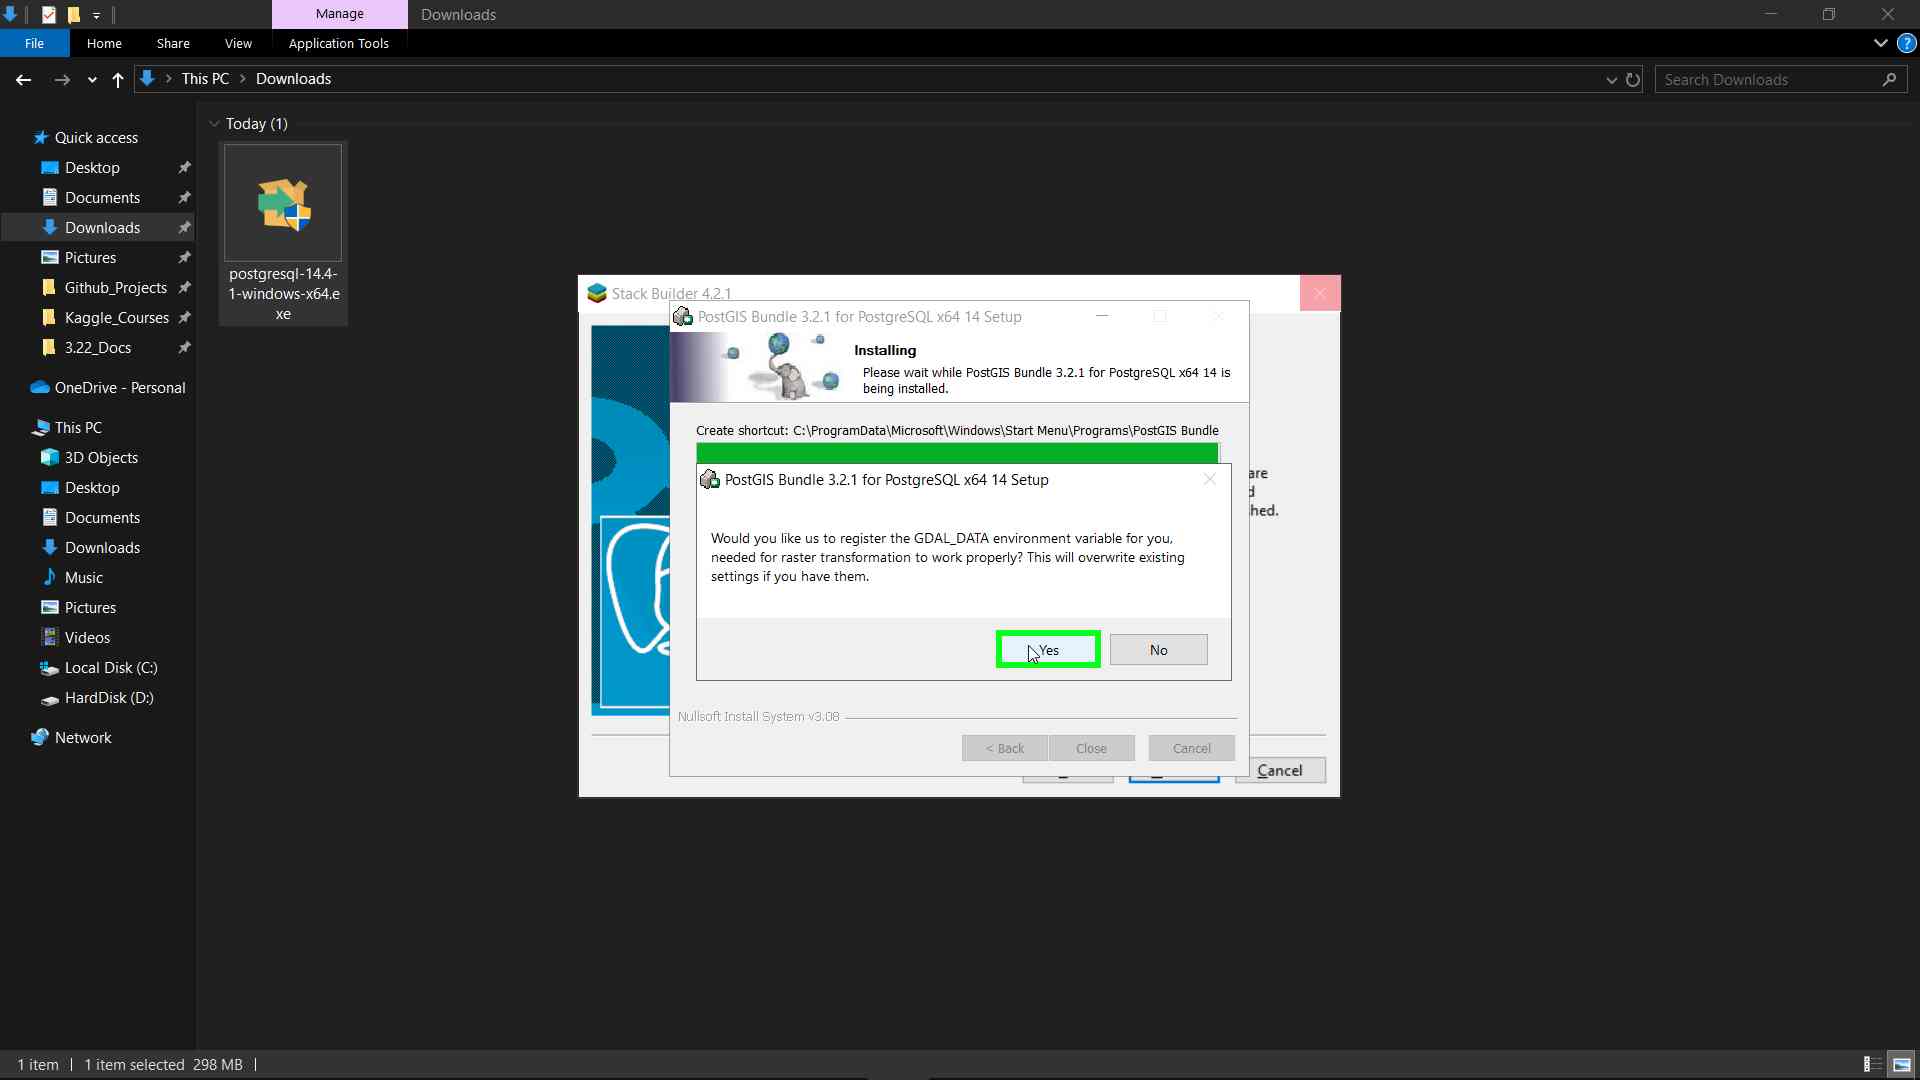 Manage
Downloads
File
Home
Share
View
Application Tools
This PC
Downloads
Search Downloads
Quick access
Desktop
Documents
Downloads
Pictures
Github_Projects
Kaggle_Courses
3.22_Docs
OneDrive - Personal
This PC
3D Objects
Desktop
Documents
Downloads
Music
Pictures
Videos
Local Disk (C:)
HardDisk (D:)
Network
Today (1)
postgresql-14.4-
1-windows-x64.e
xe
Stack Builder 4.2.1
PostGIS Bundle 3.2.1 for PostgreSQL x64 14 Setup
Installing
Please wait while PostGIS Bundle 3.2.1 for PostgreSQL x64 14 is
being installed.
Create shortcut: C:\ProgramData\Microsoft\Windows\Start Menu\Programs\PostGIS Bundle
PostGIS Bundle 3.2.1 for PostgreSQL x64 14 Setup
Would you like us to register the GDAL_DATA environment variable for you,
needed for raster transformation to work properly? This will overwrite existing
settings if you have them.
Yes
No
are
hed.
Nullsoft Install System v3.08
< Back
Close
Cancel
Cancel
1 item
1 item selected 298 MB